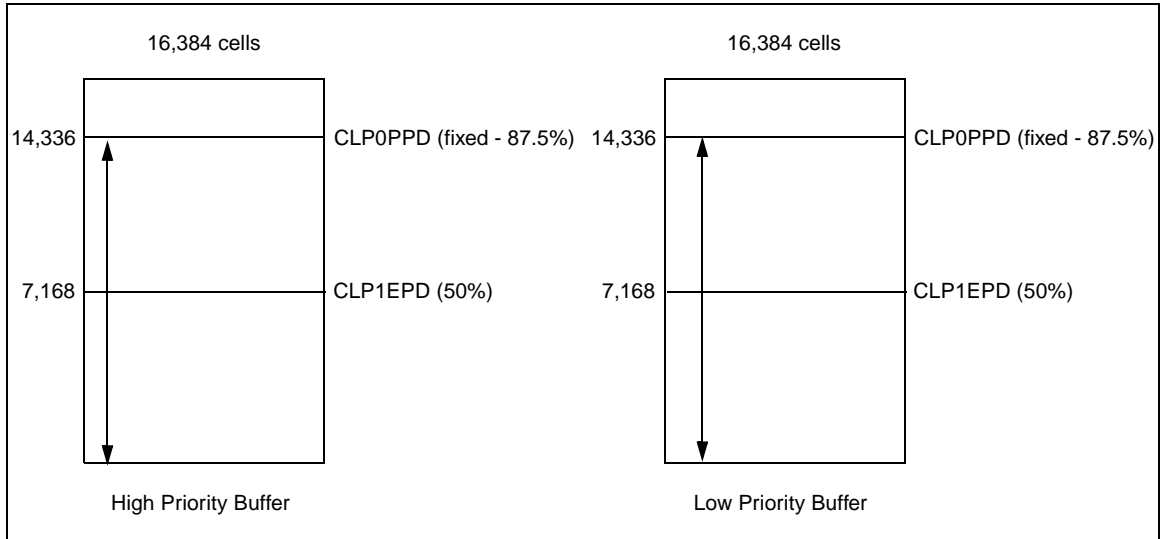 16,384 cells
14,336
CLP0PPD (fixed - 87.5%)
7,168
CLP1EPD (50%)
High Priority Buffer
16,384 cells
14,336
CLP0PPD (fixed - 87.5%)
7,168
CLP1EPD (50%)
Low Priority Buffer